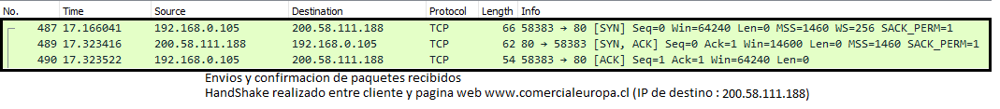 No. Time Source Destination Protocol Length Info
487 17.166041 192.168.0.105 200.58.111.188 TCP 66 58383 → 80 [SYN] Seq=0 Win=64240 Len=0 MSS=1460 WS=256 SACK_PERM=1
489 17.323416 200.58.111.188 192.168.0.105 TCP 62 80 → 58383 [SYN, ACK] Seq=0 Ack=1 Win=14600 Len=0 MSS=1460 SACK_PERM=1
490 17.323522 192.168.0.105 200.58.111.188 TCP 54 58383 → 80 [ACK] Seq=1 Ack=1 Win=64240 Len=0
Envios y confirmacion de paquetes recibidos
HandShake realizado entre cliente y pagina web www.comercialeuropa.cl (IP de destino : 200.58.111.188)